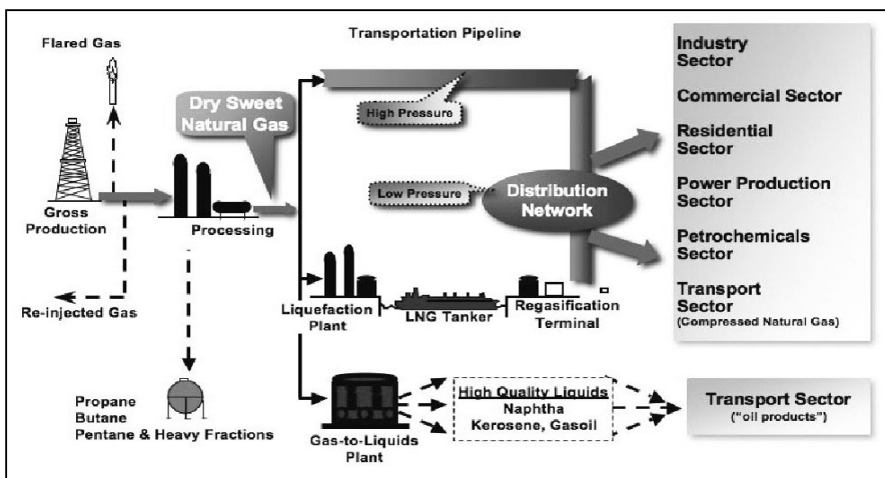 Flared Gas
Transportation Pipeline
Dry Sweet
Natural Gas
High Pressure
Gross
Production
Processing
Low Pressure
Distribution
Network
Re-injected Gas
Liquefaction
Plant
LNG Tanker
Regasification
Terminal
Propane
Butane
Pentane & Heavy Fractions
Gas-to-Liquids
Plant
High Quality Liquids
Naphtha
Kerosene, Gasoil
Industry
Sector
Commercial Sector
Residential
Sector
Power Production
Sector
Petrochemicals
Sector
Transport
Sector
(Compressed Natural Gas)
Transport Sector
("oil products")